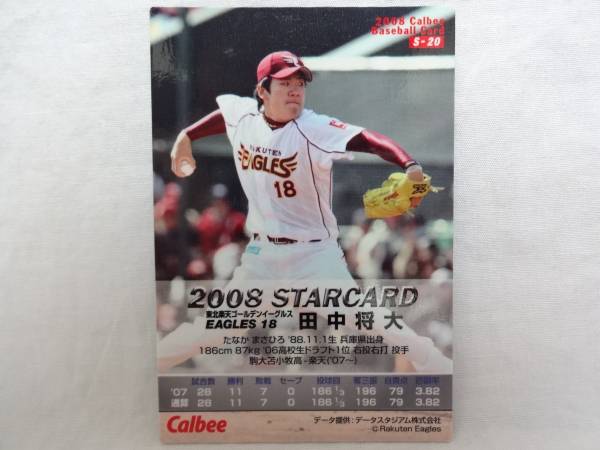 2008 Calbee
Baseball Card
S-20
RAKUTEN
EAGLES
18
2008 STARCARD
東北楽天ゴールデンイーグルス
EAGLES 18 田中将大
たなか まさひろ '88.11.1生 兵庫県出身
186cm 87kg '06高校生ドラフト1位 右投右打 投手
駒大苫小牧高-楽天('07〜)
試合数 勝利 敗戦 セーブ 投球回 奪三振 自責点 防御率
'07 28 11 7 0 186 1/3 196 79 3.82
通算 28 11 7 0 186 1/3 196 79 3.82
Calbee
データ提供:データスタジアム株式会社
© Rakuten Eagles